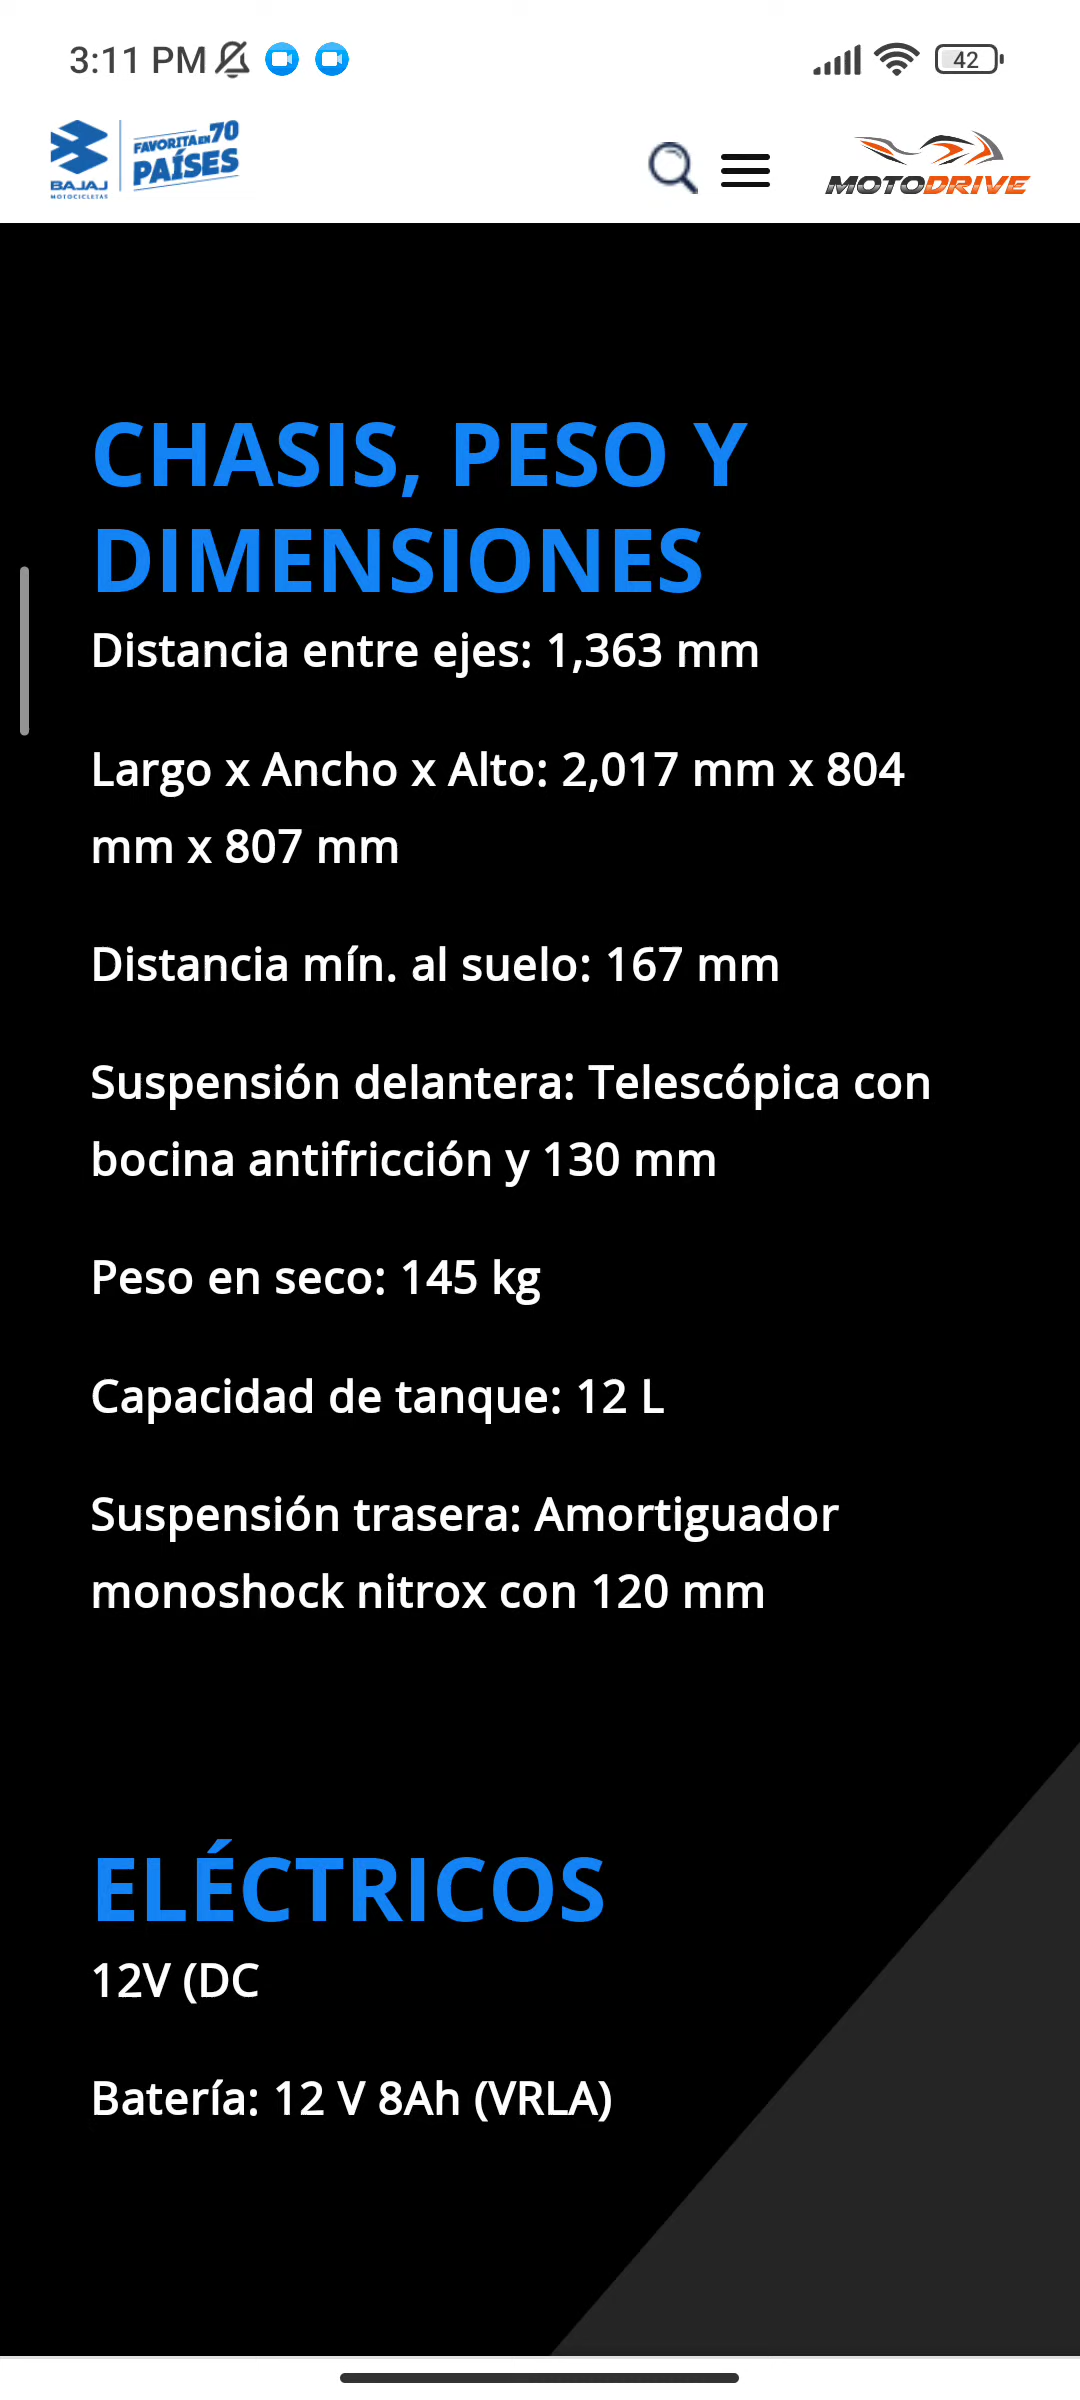 3:11 PM
42
BAJAJ
MOTOCICLETAS
FAVORITA EN 70
PAÍSES
MOTODRIVE
CHASIS, PESO Y
DIMENSIONES
Distancia entre ejes: 1,363 mm
Largo x Ancho x Alto: 2,017 mm x 804
mm x 807 mm
Distancia mín. al suelo: 167 mm
Suspensión delantera: Telescópica con
bocina antifricción y 130 mm
Peso en seco: 145 kg
Capacidad de tanque: 12 L
Suspensión trasera: Amortiguador
monoshock nitrox con 120 mm
ELÉCTRICOS
12V (DC
Batería: 12 V 8Ah (VRLA)